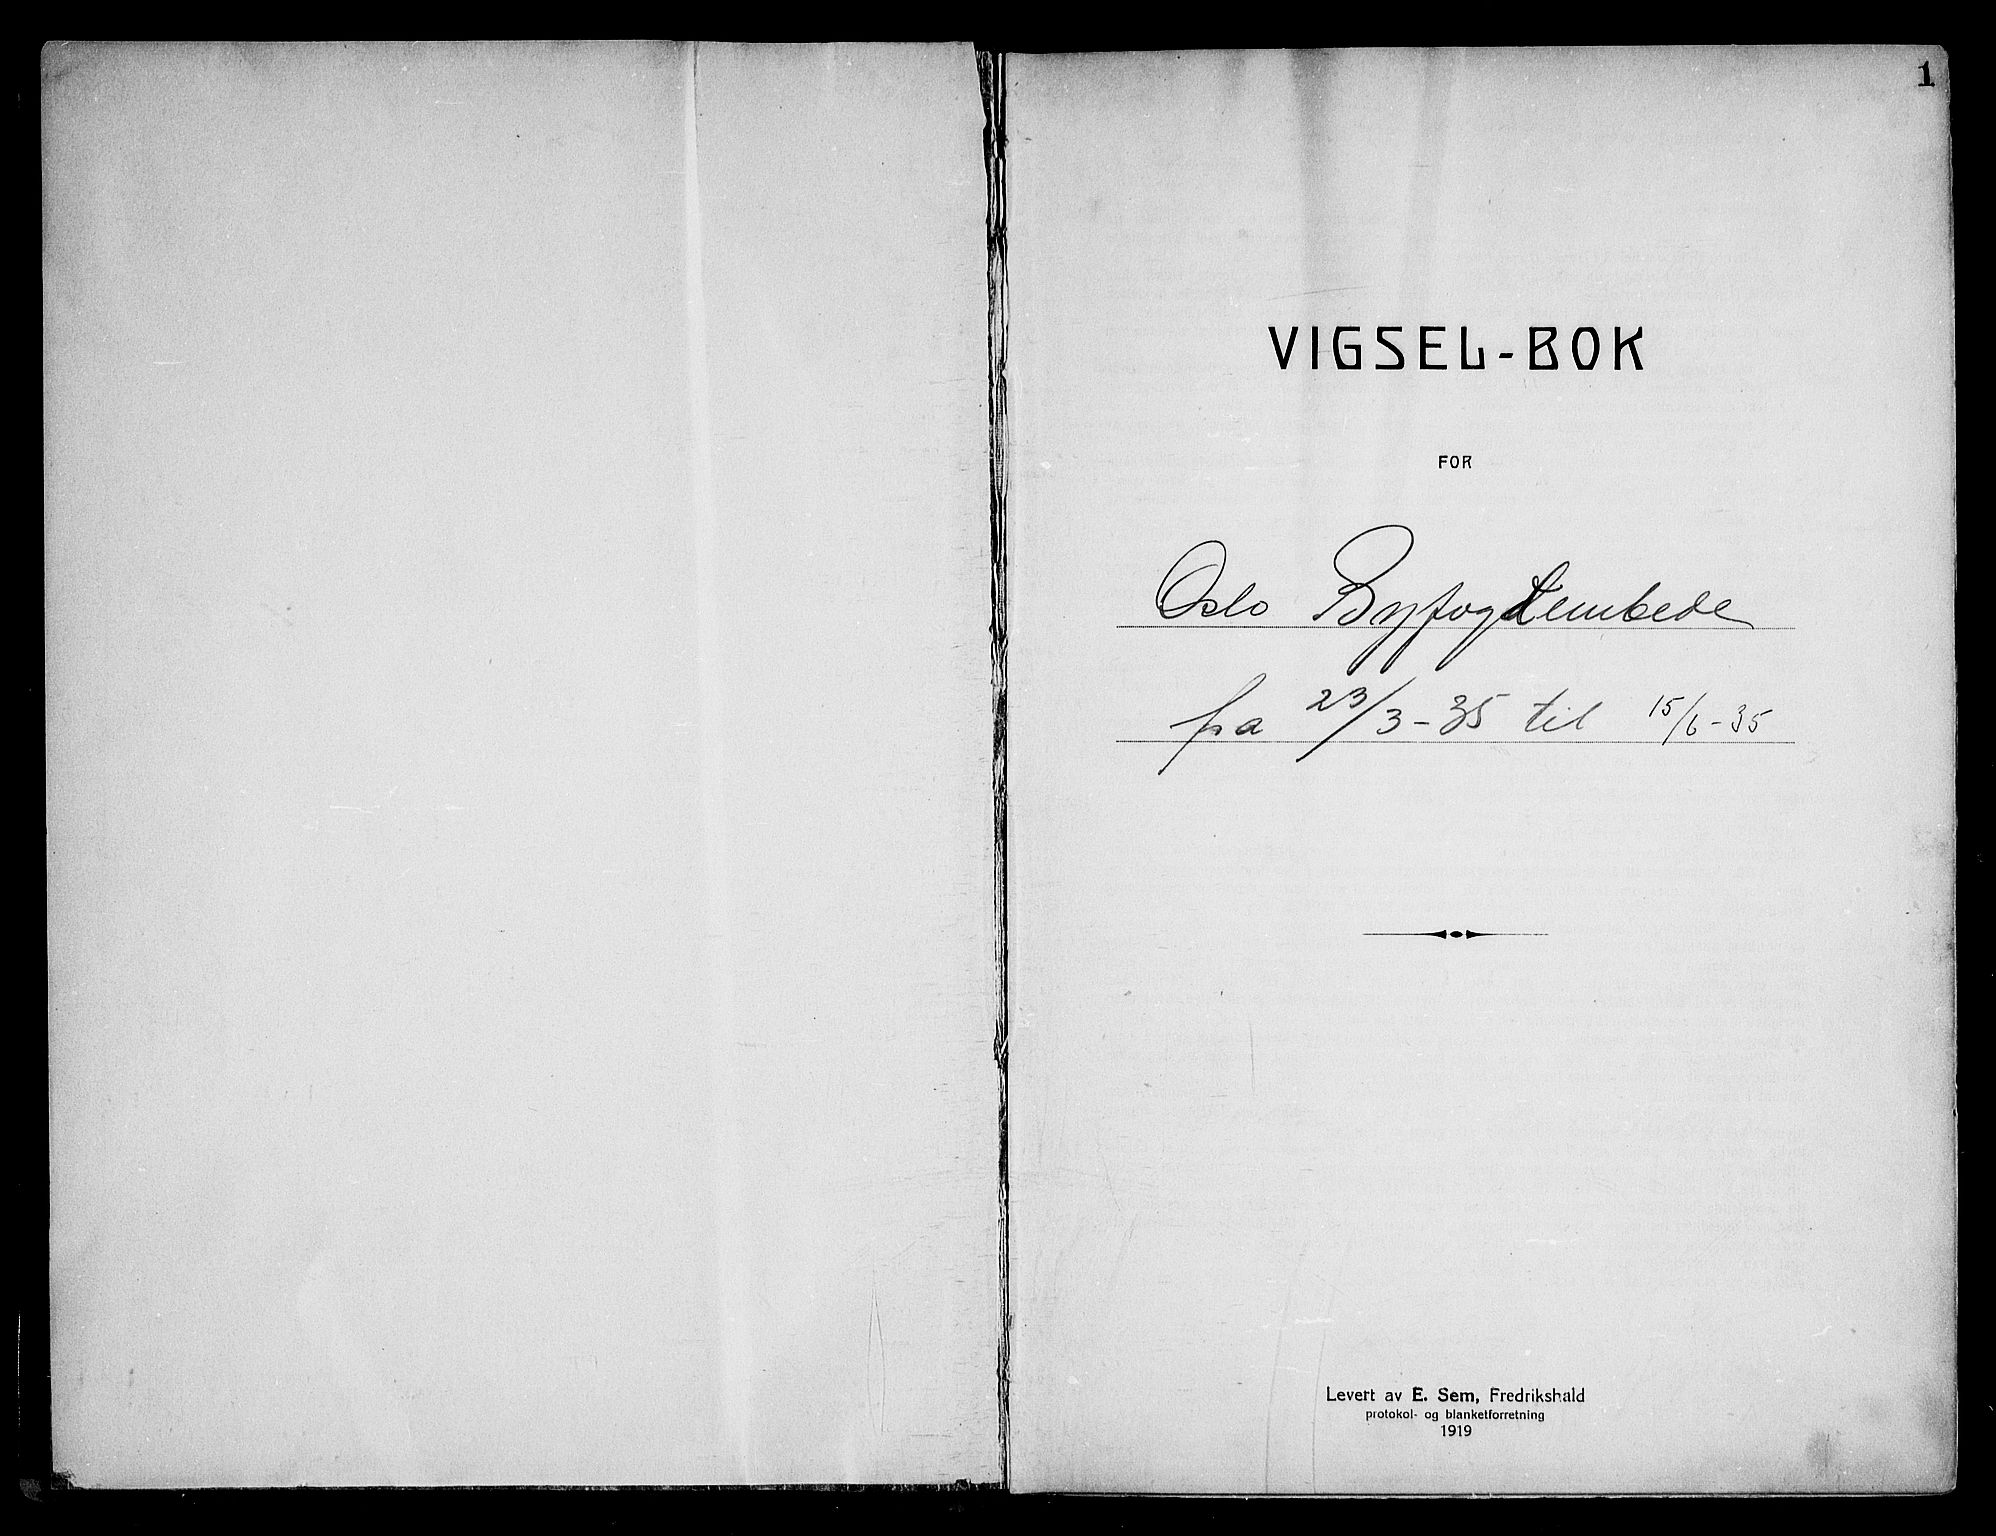 1
VIGSEL-BOK
FOR
Oslo Byfogdembede
fra 23/3-35 til 15/6-35
Levert av E. Sem, Fredrikshald
protokol- og blanketforretning
1919